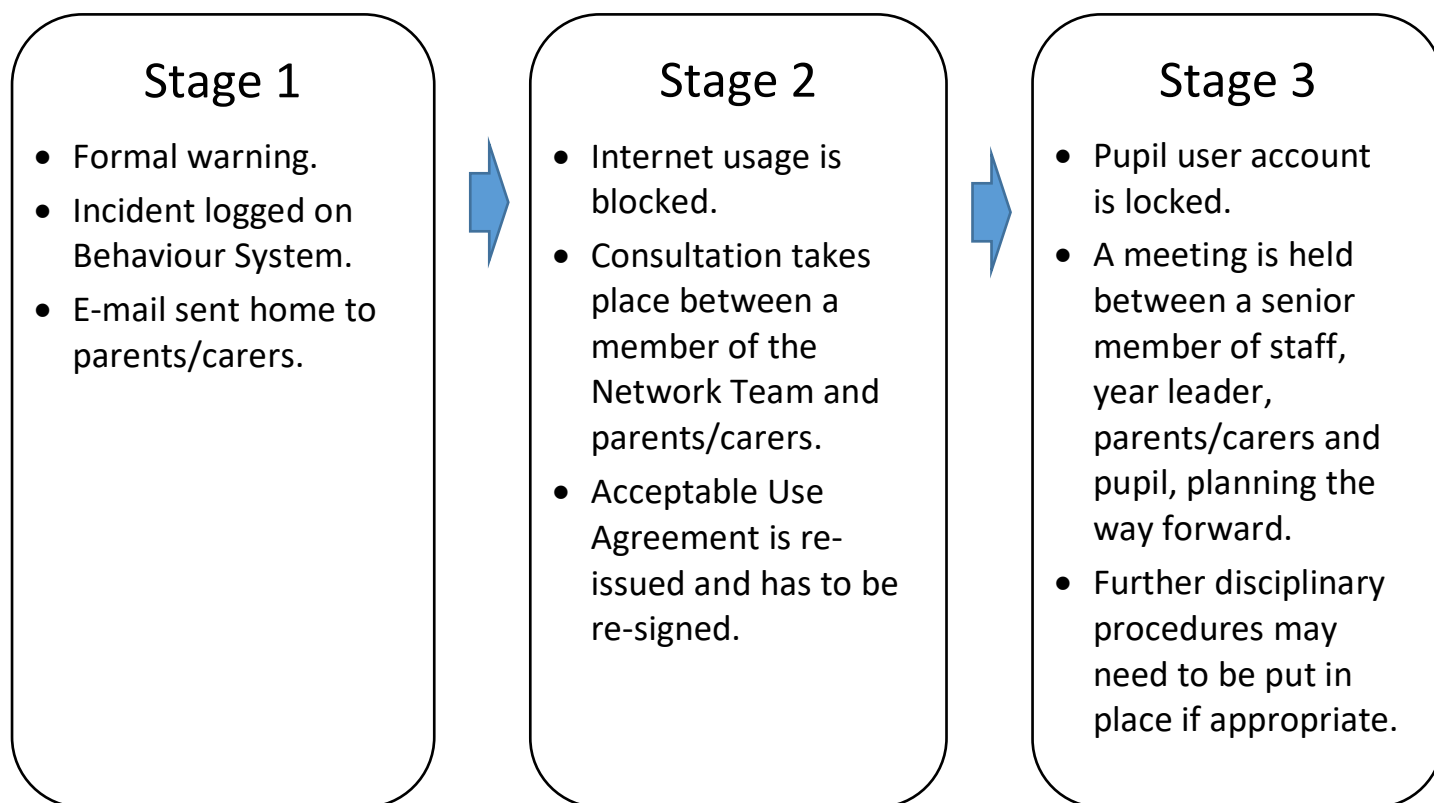 Stage 1
• Formal warning.
• Incident logged on
Behaviour System.
• E-mail sent home to
parents/carers.
Stage 2
• Internet usage is
blocked.
• Consultation takes
place between a
member of the
Network Team and
parents/carers.
• Acceptable Use
Agreement is re-
issued and has to be
re-signed.
Stage 3
• Pupil user account
is locked.
• A meeting is held
between a senior
member of staff,
year leader,
parents/carers and
pupil, planning the
way forward.
• Further disciplinary
procedures may
need to be put in
place if appropriate.